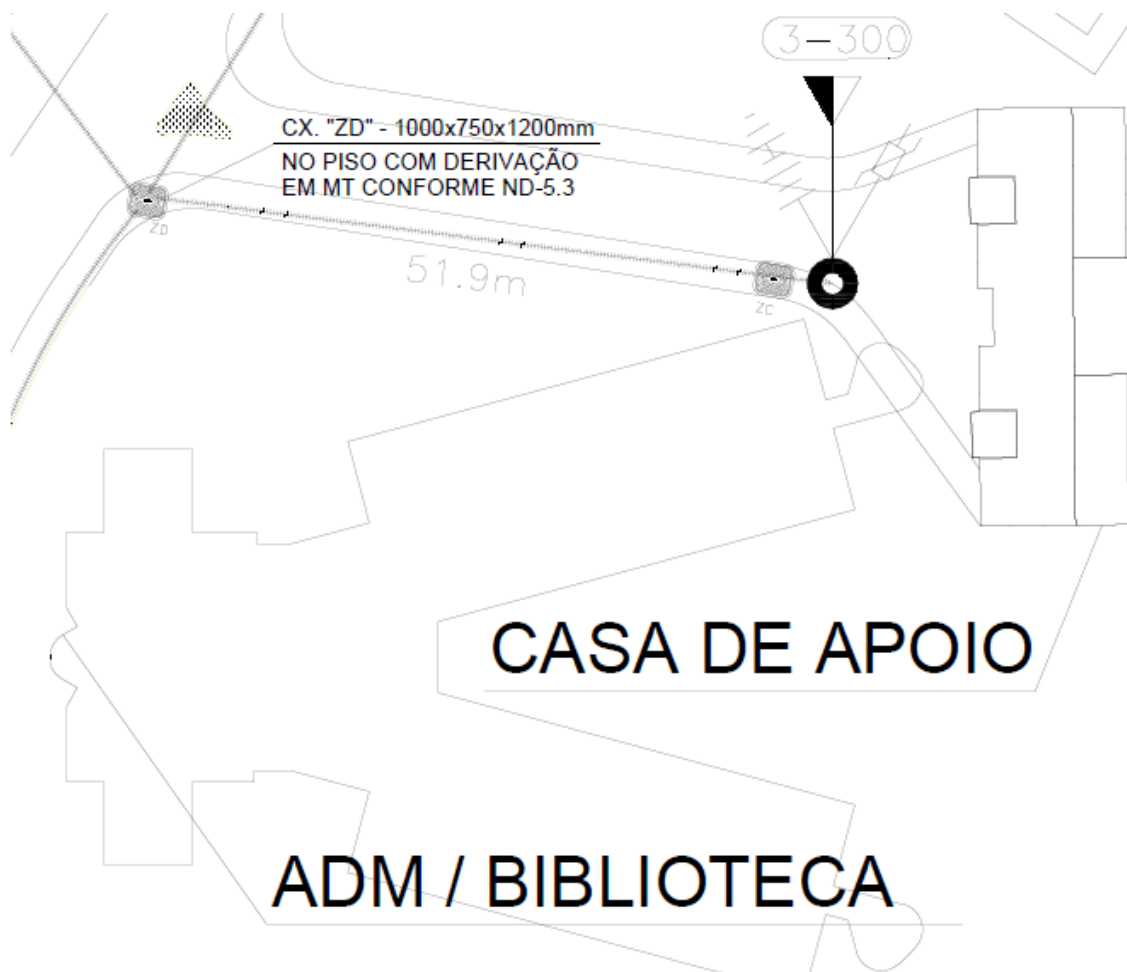 3-300
CX. "ZD" - 1000x750x1200mm
NO PISO COM DERIVAÇÃO
EM MT CONFORME ND-5.3
ZD
51.9m
ZC
CASA DE APOIO
ADM / BIBLIOTECA